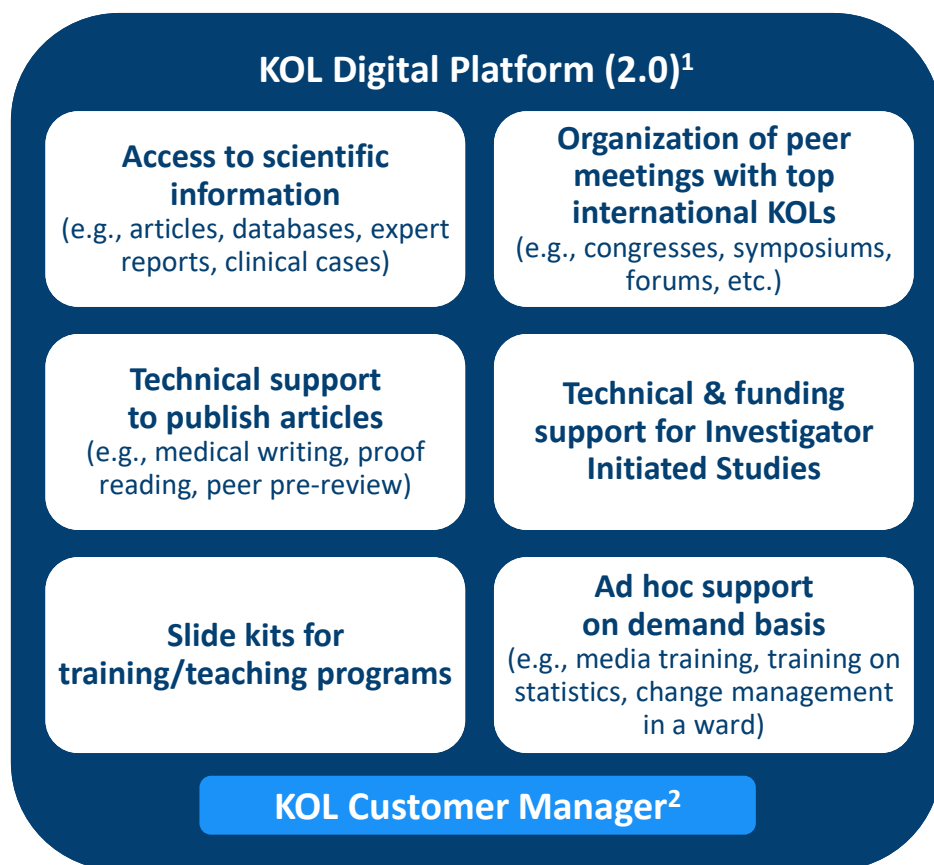 KOL Digital Platform (2.0)¹
Access to scientific
information
(e.g., articles, databases, expert
reports, clinical cases)
Organization of peer
meetings with top
international KOLs
(e.g., congresses, symposiums,
forums, etc.)
Technical support
to publish articles
(e.g., medical writing, proof
reading, peer pre-review)
Technical & funding
support for Investigator
Initiated Studies
Slide kits for
training/teaching programs
Ad hoc support
on demand basis
(e.g., media training, training on
statistics, change management
in a ward)
KOL Customer Manager²